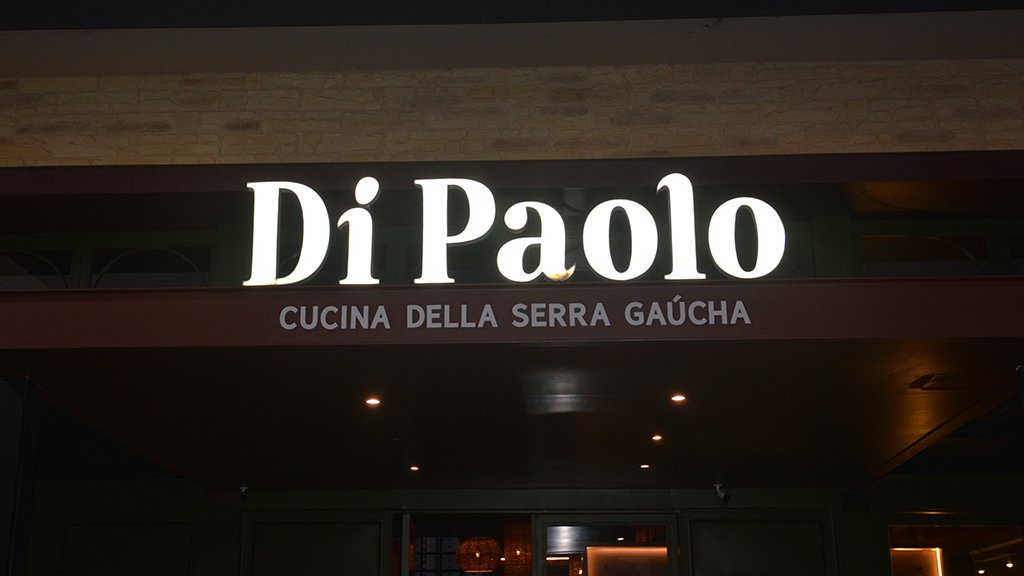 Di Paolo
CUCINA DELLA SERRA GAÚCHA